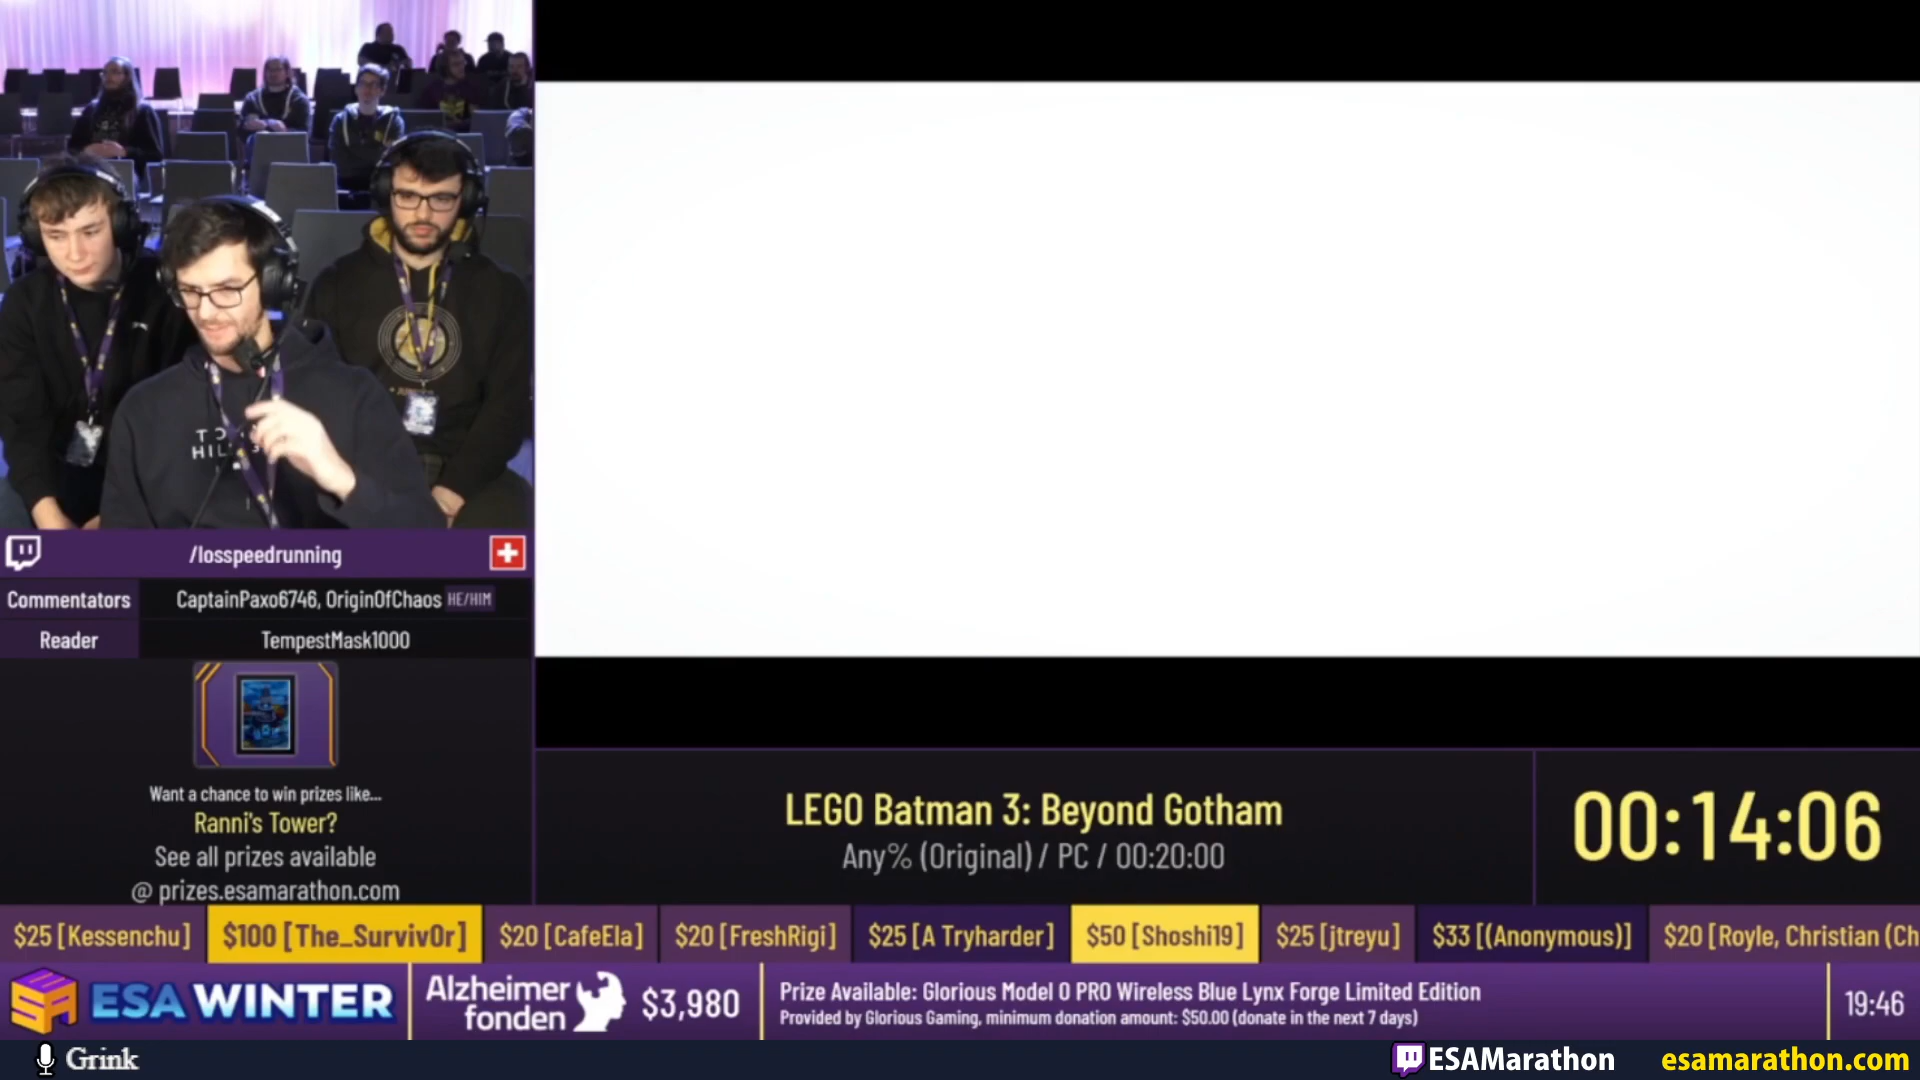 /losspeedrunning
Commentators CaptainPaxo6746, OriginOfChaos HE/HIM
Reader TempestMask1000
Want a chance to win prizes like...
Ranni's Tower?
See all prizes available
@ prizes.esamarathon.com
LEGO Batman 3: Beyond Gotham
Any% (Original) / PC / 00:20:00
00:14:06
$25 [Kessenchu] $100 [The_Surviv0r] $20 [CafeEla] $20 [FreshRigi] $25 [A Tryharder] $50 [Shoshi19] $25 [jtreyu] $33 [(Anonymous)] $20 [Royle, Christian (Ch
ESA WINTER
Alzheimer
fonden
$3,980
Prize Available: Glorious Model O PRO Wireless Blue Lynx Forge Limited Edition
Provided by Glorious Gaming, minimum donation amount: $50.00 (donate in the next 7 days)
19:46
Grink
ESAMarathon
esamarathon.com